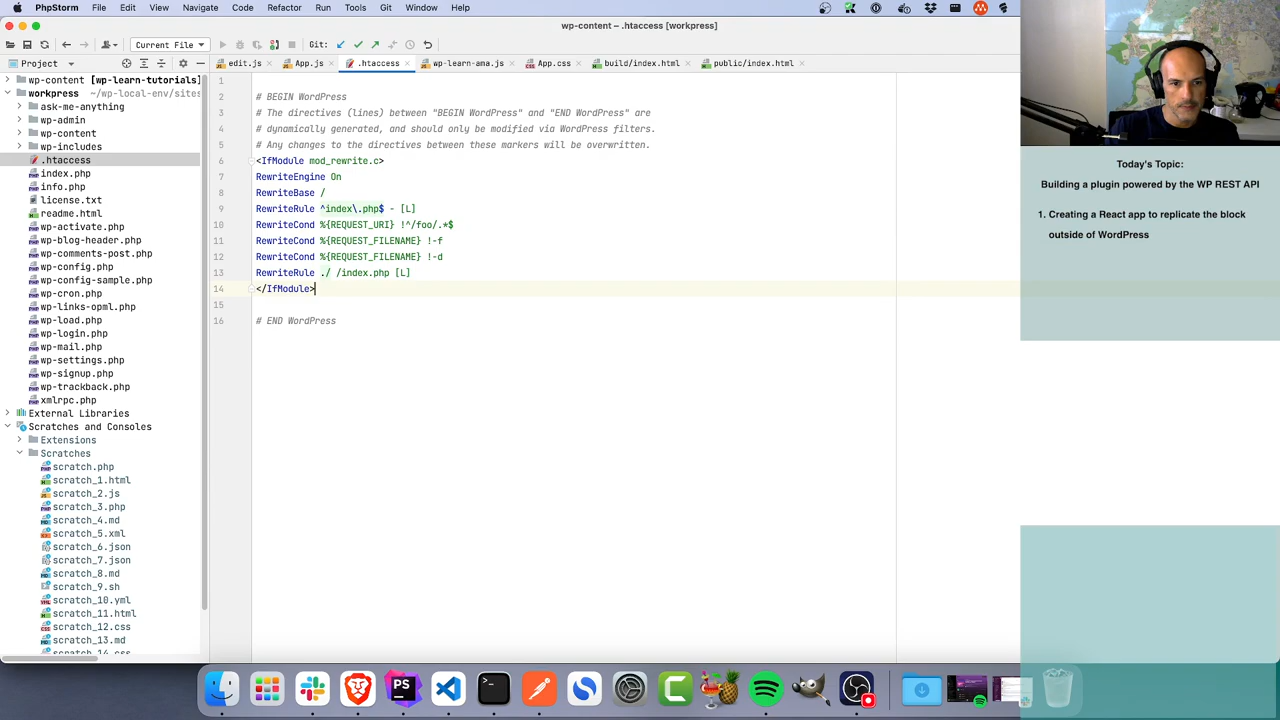 PhpStorm File Edit View Navigate Code Refactor Run Tools Git Window Help
wp-content – .htaccess [workpress]
Current File Git:
Project edit.js App.js .htaccess wp-learn-ama.js App.css build/index.html public/index.html
wp-content [wp-learn-tutorials]
workpress ~/wp-local-env/sites
ask-me-anything
wp-admin
wp-content
wp-includes
.htaccess
index.php
info.php
license.txt
readme.html
wp-activate.php
wp-blog-header.php
wp-comments-post.php
wp-config.php
wp-config-sample.php
wp-cron.php
wp-links-opml.php
wp-load.php
wp-login.php
wp-mail.php
wp-settings.php
wp-signup.php
wp-trackback.php
xmlrpc.php
External Libraries
Scratches and Consoles
Extensions
Scratches
scratch.php
scratch_1.html
scratch_2.js
scratch_3.php
scratch_4.md
scratch_5.xml
scratch_6.json
scratch_7.json
scratch_8.md
scratch_9.sh
scratch_10.yml
scratch_11.html
scratch_12.css
scratch_13.md
scratch_14.css
1
2 # BEGIN WordPress
3 # The directives (lines) between "BEGIN WordPress" and "END WordPress" are
4 # dynamically generated, and should only be modified via WordPress filters.
5 # Any changes to the directives between these markers will be overwritten.
6 <IfModule mod_rewrite.c>
7 RewriteEngine On
8 RewriteBase /
9 RewriteRule ^index\.php$ - [L]
10 RewriteCond %{REQUEST_URI} !^/foo/.*$
11 RewriteCond %{REQUEST_FILENAME} !-f
12 RewriteCond %{REQUEST_FILENAME} !-d
13 RewriteRule ./ /index.php [L]
14 </IfModule>
15
16 # END WordPress
Today's Topic:
Building a plugin powered by the WP REST API
1. Creating a React app to replicate the block
outside of WordPress
PS